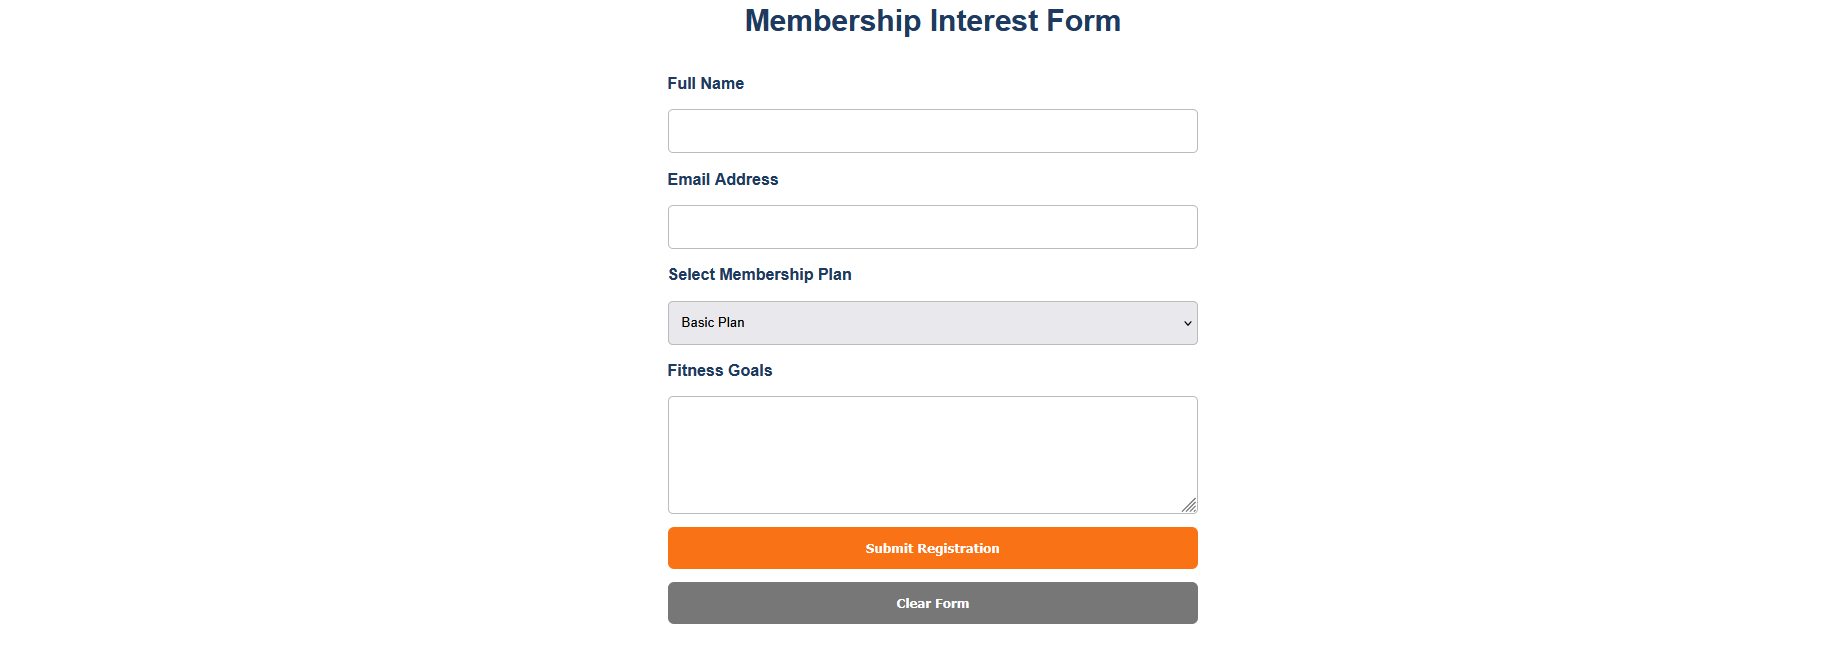 Membership Interest Form
Full Name
Email Address
Select Membership Plan
Basic Plan
Fitness Goals
Submit Registration
Clear Form